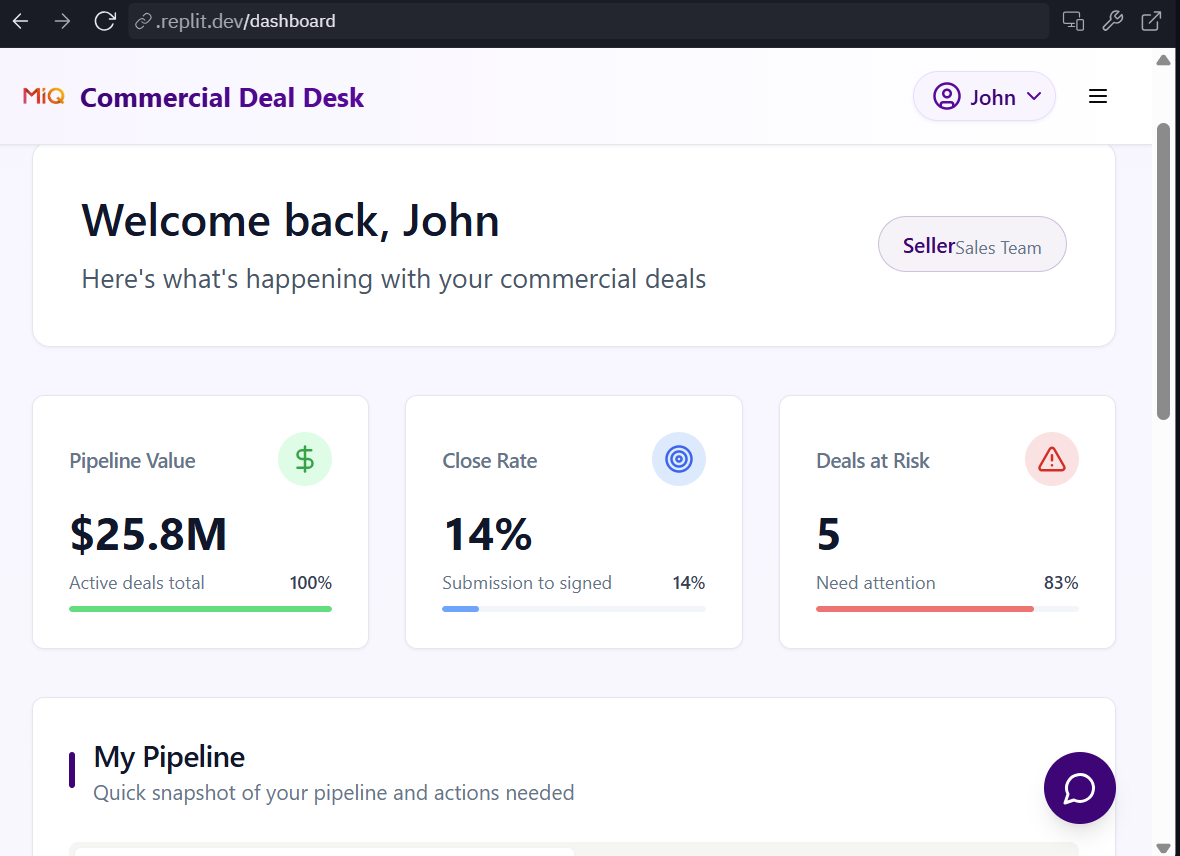 .replit.dev/dashboard
MiQ Commercial Deal Desk
John
Welcome back, John
Here's what's happening with your commercial deals
Seller Sales Team
Pipeline Value
$25.8M
Active deals total 100%
Close Rate
14%
Submission to signed 14%
Deals at Risk
5
Need attention 83%
My Pipeline
Quick snapshot of your pipeline and actions needed